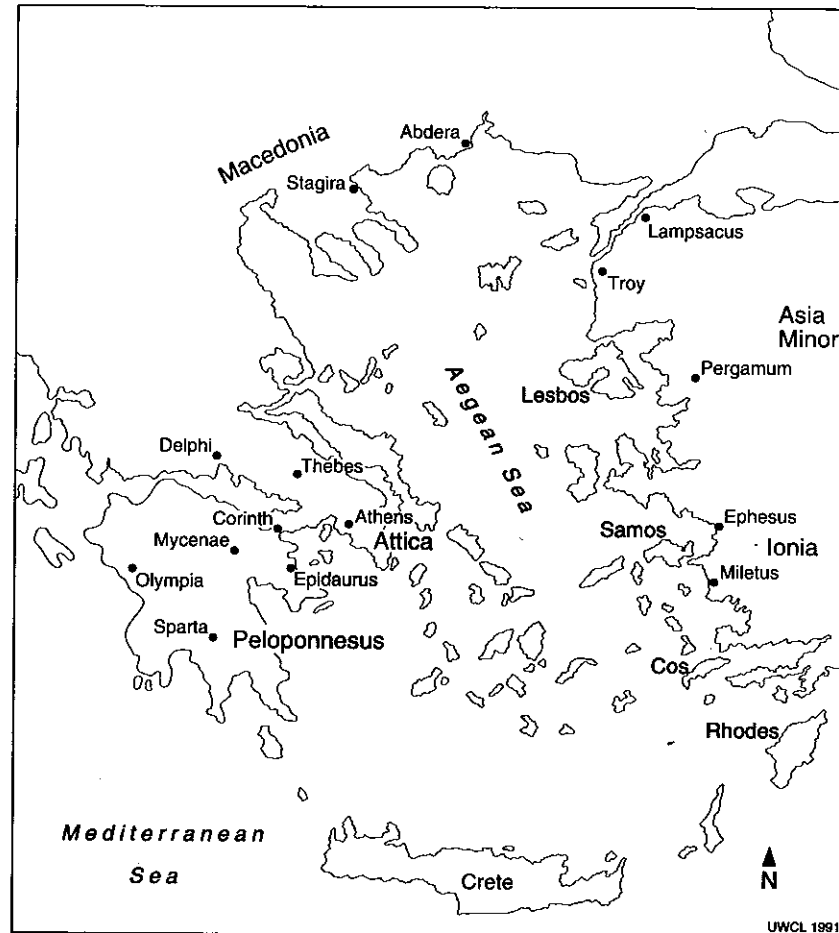 Macedonia
Abdera
Stagira
Lampsacus
Troy
Asia
Minor
Pergamum
Lesbos
Aegean Sea
Delphi
Thebes
Corinth
Athens
Attica
Mycenae
Samos
Ephesus
Ionia
Olympia
Epidaurus
Miletus
Sparta
Peloponnesus
Cos
Rhodes
Mediterranean
Sea
Crete
N
UWCL 1991